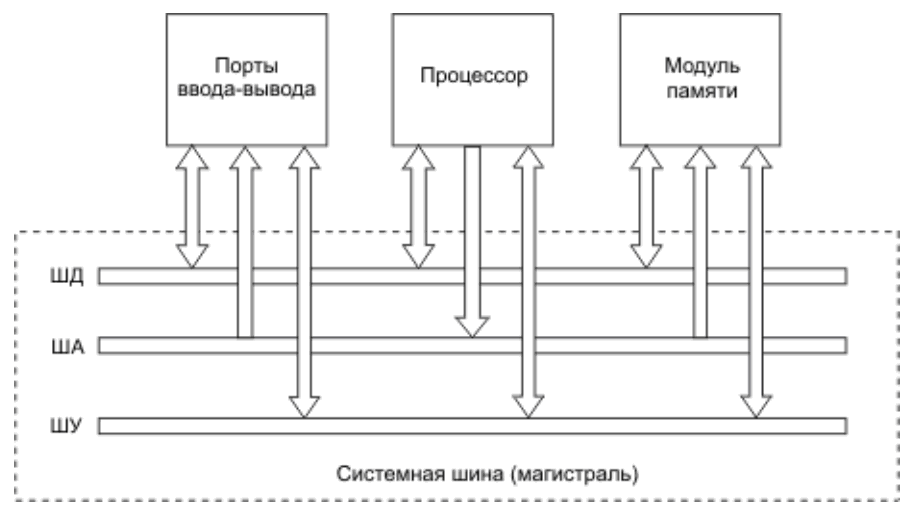 Порты
ввода-вывода
Процессор
Модуль
памяти
ШД
ША
ШУ
Системная шина (магистраль)